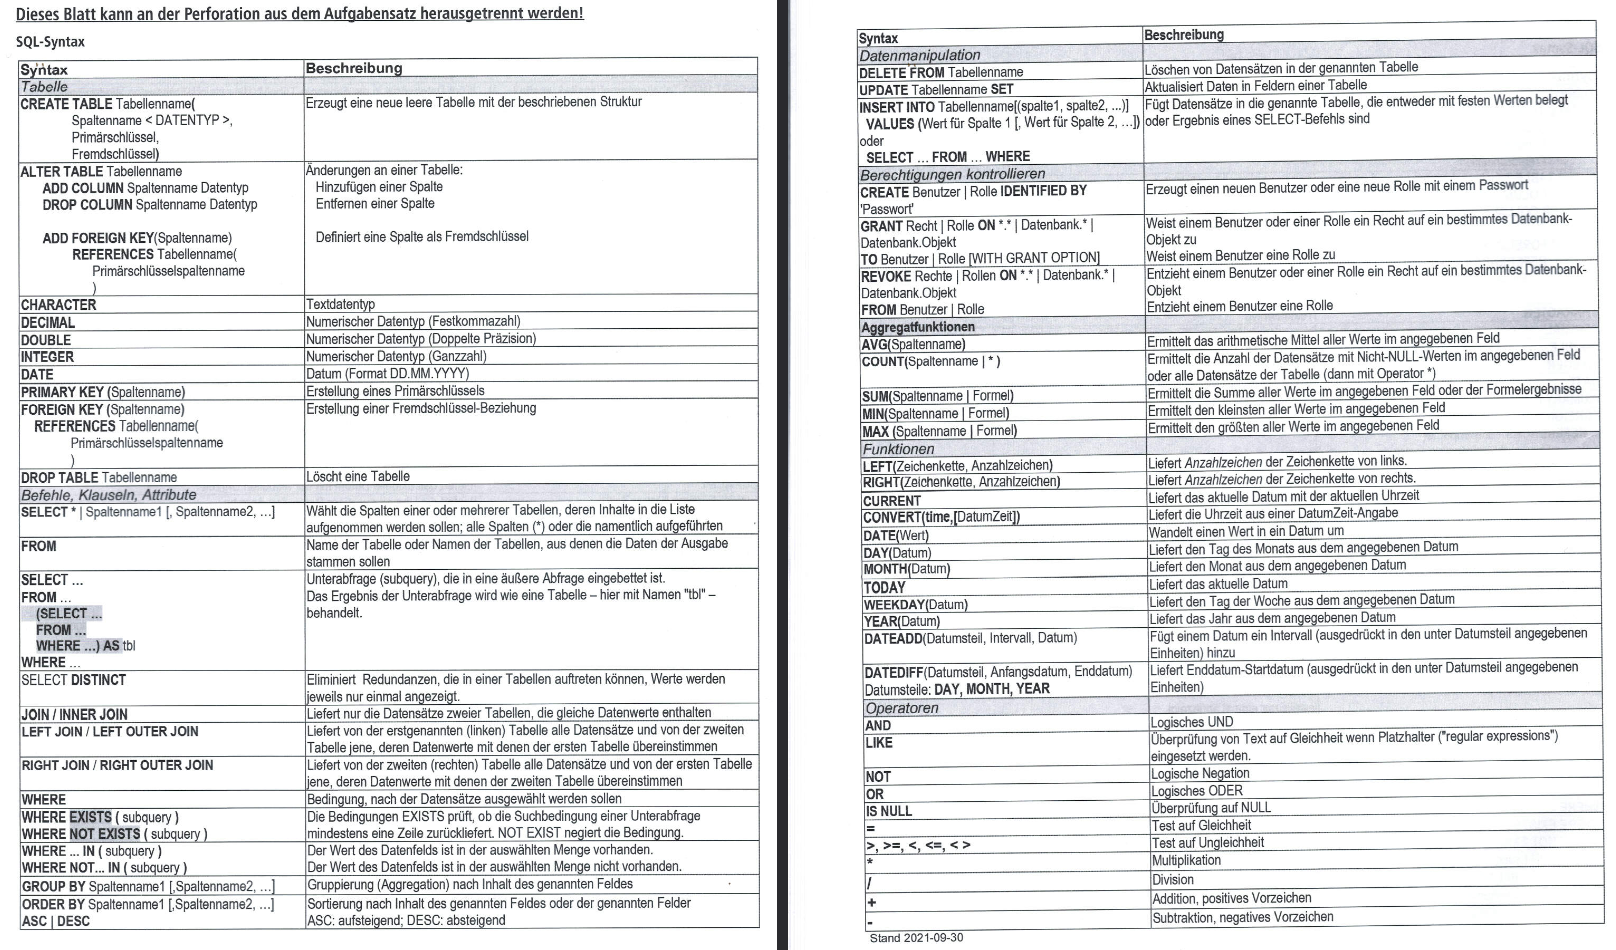 Dieses Blatt kann an der Perforation aus dem Aufgabensatz herausgetrennt werden!
SQL-Syntax
Syntax Beschreibung
Tabelle
CREATE TABLE Tabellenname( Erzeugt eine neue leere Tabelle mit der beschriebenen Struktur
Spaltenname < DATENTYP >,
Primärschlüssel,
Fremdschlüssel)
ALTER TABLE Tabellenname Änderungen an einer Tabelle:
ADD COLUMN Spaltenname Datentyp Hinzufügen einer Spalte
DROP COLUMN Spaltenname Datentyp Entfernen einer Spalte
ADD FOREIGN KEY(Spaltenname) Definiert eine Spalte als Fremdschlüssel
REFERENCES Tabellenname(
Primärschlüsselspaltenname
)
CHARACTER Textdatentyp
DECIMAL Numerischer Datentyp (Festkommazahl)
DOUBLE Numerischer Datentyp (Doppelte Präzision)
INTEGER Numerischer Datentyp (Ganzzahl)
DATE Datum (Format DD.MM.YYYY)
PRIMARY KEY (Spaltenname) Erstellung eines Primärschlüssels
FOREIGN KEY (Spaltenname) Erstellung einer Fremdschlüssel-Beziehung
REFERENCES Tabellenname(
Primärschlüsselspaltenname
)
DROP TABLE Tabellenname Löscht eine Tabelle
Befehle, Klauseln, Attribute
SELECT * | Spaltenname1 [, Spaltenname2, ...] Wählt die Spalten einer oder mehrerer Tabellen, deren Inhalte in die Liste
aufgenommen werden sollen; alle Spalten (*) oder die namentlich aufgeführten
FROM Name der Tabelle oder Namen der Tabellen, aus denen die Daten der Ausgabe
stammen sollen
SELECT ... Unterabfrage (subquery), die in eine äußere Abfrage eingebettet ist.
FROM ... Das Ergebnis der Unterabfrage wird wie eine Tabelle – hier mit Namen "tbl" –
(SELECT ... behandelt.
FROM ...
WHERE ...) AS tbl
WHERE ...
SELECT DISTINCT Eliminiert Redundanzen, die in einer Tabellen auftreten können, Werte werden
jeweils nur einmal angezeigt.
JOIN / INNER JOIN Liefert nur die Datensätze zweier Tabellen, die gleiche Datenwerte enthalten
LEFT JOIN / LEFT OUTER JOIN Liefert von der erstgenannten (linken) Tabelle alle Datensätze und von der zweiten
Tabelle jene, deren Datenwerte mit denen der ersten Tabelle übereinstimmen
RIGHT JOIN / RIGHT OUTER JOIN Liefert von der zweiten (rechten) Tabelle alle Datensätze und von der ersten Tabelle
jene, deren Datenwerte mit denen der zweiten Tabelle übereinstimmen
WHERE Bedingung, nach der Datensätze ausgewählt werden sollen
WHERE EXISTS ( subquery ) Die Bedingungen EXISTS prüft, ob die Suchbedingung einer Unterabfrage
WHERE NOT EXISTS ( subquery ) mindestens eine Zeile zurückliefert. NOT EXIST negiert die Bedingung.
WHERE ... IN ( subquery ) Der Wert des Datenfelds ist in der auswählten Menge vorhanden.
WHERE NOT... IN ( subquery ) Der Wert des Datenfelds ist in der auswählten Menge nicht vorhanden.
GROUP BY Spaltenname1 [,Spaltenname2, ...] Gruppierung (Aggregation) nach Inhalt des genannten Feldes
ORDER BY Spaltenname1 [,Spaltenname2, ...] Sortierung nach Inhalt des genannten Feldes oder der genannten Felder
ASC | DESC ASC: aufsteigend; DESC: absteigend
Syntax Beschreibung
Datenmanipulation
DELETE FROM Tabellenname Löschen von Datensätzen in der genannten Tabelle
UPDATE Tabellenname SET Aktualisiert Daten in Feldern einer Tabelle
INSERT INTO Tabellenname[(spalte1, spalte2, ...)] Fügt Datensätze in die genannte Tabelle, die entweder mit festen Werten belegt
VALUES (Wert für Spalte 1 [, Wert für Spalte 2, ...]) oder Ergebnis eines SELECT-Befehls sind
oder
SELECT ... FROM ... WHERE
Berechtigungen kontrollieren
CREATE Benutzer | Rolle IDENTIFIED BY Erzeugt einen neuen Benutzer oder eine neue Rolle mit einem Passwort
'Passwort'
GRANT Recht | Rolle ON *.* | Datenbank.* | Weist einem Benutzer oder einer Rolle ein Recht auf ein bestimmtes Datenbank-
Datenbank.Objekt Objekt zu
TO Benutzer | Rolle [WITH GRANT OPTION] Weist einem Benutzer eine Rolle zu
REVOKE Rechte | Rollen ON *.* | Datenbank.* | Entzieht einem Benutzer oder einer Rolle ein Recht auf ein bestimmtes Datenbank-
Datenbank.Objekt Objekt
FROM Benutzer | Rolle Entzieht einem Benutzer eine Rolle
Aggregatfunktionen
AVG(Spaltenname) Ermittelt das arithmetische Mittel aller Werte im angegebenen Feld
COUNT(Spaltenname | * ) Ermittelt die Anzahl der Datensätze mit Nicht-NULL-Werten im angegebenen Feld
oder alle Datensätze der Tabelle (dann mit Operator *)
SUM(Spaltenname | Formel) Ermittelt die Summe aller Werte im angegebenen Feld oder der Formelergebnisse
MIN(Spaltenname | Formel) Ermittelt den kleinsten aller Werte im angegebenen Feld
MAX (Spaltenname | Formel) Ermittelt den größten aller Werte im angegebenen Feld
Funktionen
LEFT(Zeichenkette, Anzahlzeichen) Liefert Anzahlzeichen der Zeichenkette von links.
RIGHT(Zeichenkette, Anzahlzeichen) Liefert Anzahlzeichen der Zeichenkette von rechts.
CURRENT Liefert das aktuelle Datum mit der aktuellen Uhrzeit
CONVERT(time,[DatumZeit]) Liefert die Uhrzeit aus einer DatumZeit-Angabe
DATE(Wert) Wandelt einen Wert in ein Datum um
DAY(Datum) Liefert den Tag des Monats aus dem angegebenen Datum
MONTH(Datum) Liefert den Monat aus dem angegebenen Datum
TODAY Liefert das aktuelle Datum
WEEKDAY(Datum) Liefert den Tag der Woche aus dem angegebenen Datum
YEAR(Datum) Liefert das Jahr aus dem angegebenen Datum
DATEADD(Datumsteil, Intervall, Datum) Fügt einem Datum ein Intervall (ausgedrückt in den unter Datumsteil angegebenen
Einheiten) hinzu
DATEDIFF(Datumsteil, Anfangsdatum, Enddatum) Liefert Enddatum-Startdatum (ausgedrückt in den unter Datumsteil angegebenen
Datumsteile: DAY, MONTH, YEAR Einheiten)
Operatoren
AND Logisches UND
LIKE Überprüfung von Text auf Gleichheit wenn Platzhalter ("regular expressions")
eingesetzt werden.
NOT Logische Negation
OR Logisches ODER
IS NULL Überprüfung auf NULL
= Test auf Gleichheit
>, >=, <, <=, < > Test auf Ungleichheit
* Multiplikation
/ Division
+ Addition, positives Vorzeichen
- Subtraktion, negatives Vorzeichen
Stand 2021-09-30